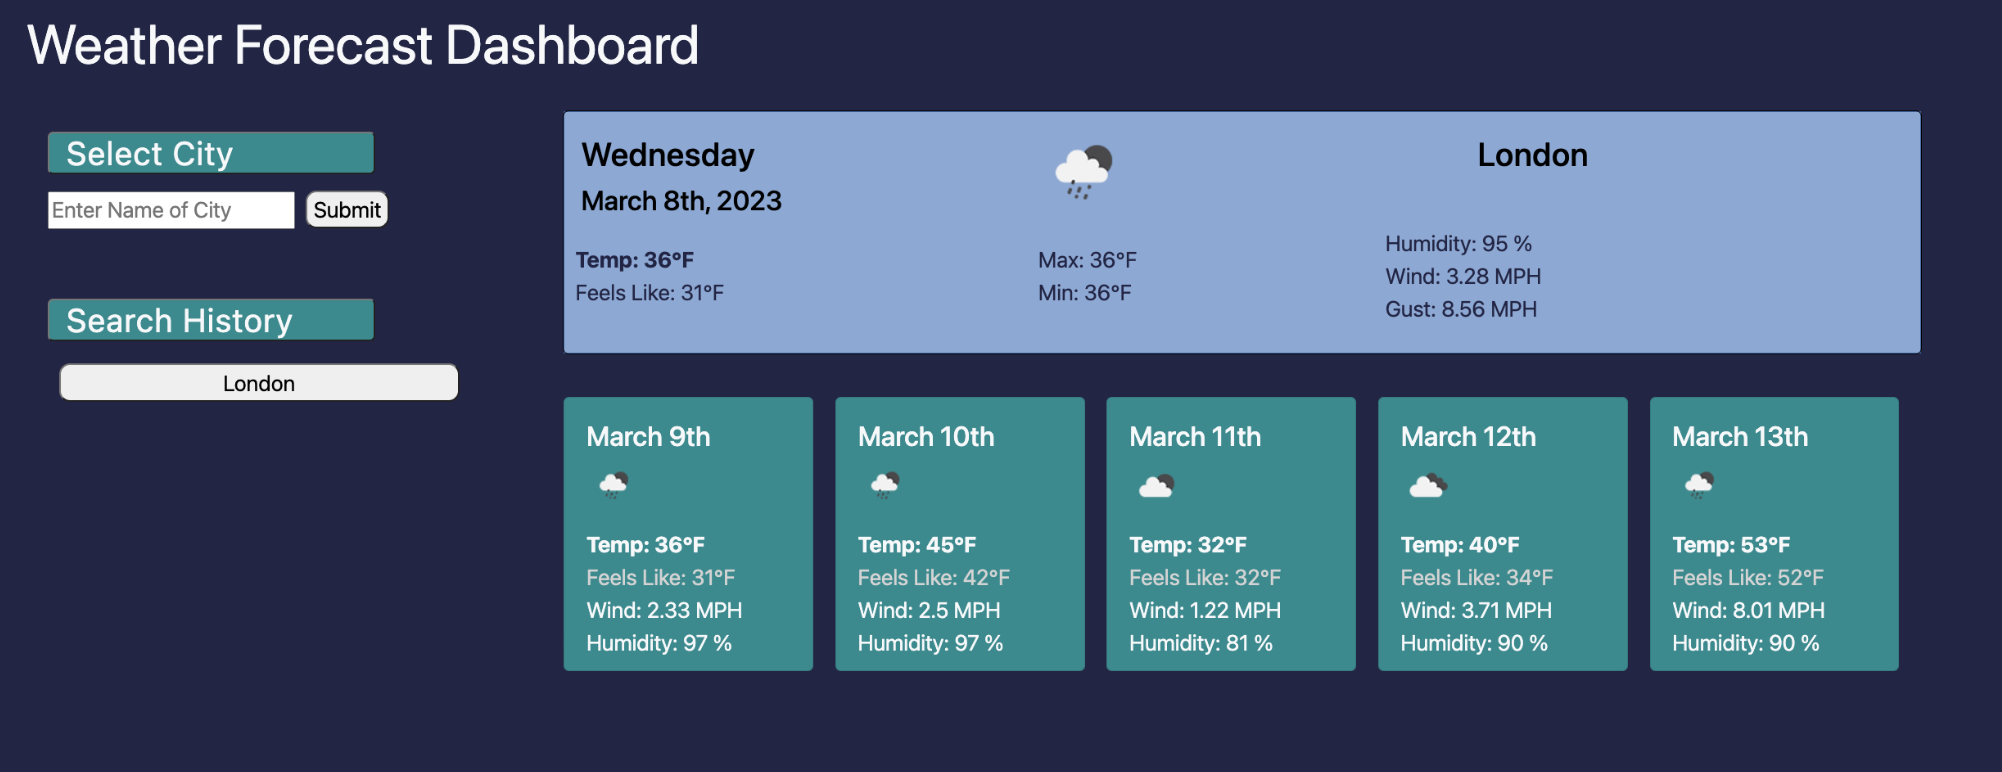 Weather Forecast Dashboard
Select City
Enter Name of City
Submit
Search History
London
Wednesday
March 8th, 2023
London
Temp: 36°F
Feels Like: 31°F
Max: 36°F
Min: 36°F
Humidity: 95 %
Wind: 3.28 MPH
Gust: 8.56 MPH
March 9th
Temp: 36°F
Feels Like: 31°F
Wind: 2.33 MPH
Humidity: 97 %
March 10th
Temp: 45°F
Feels Like: 42°F
Wind: 2.5 MPH
Humidity: 97 %
March 11th
Temp: 32°F
Feels Like: 32°F
Wind: 1.22 MPH
Humidity: 81 %
March 12th
Temp: 40°F
Feels Like: 34°F
Wind: 3.71 MPH
Humidity: 90 %
March 13th
Temp: 53°F
Feels Like: 52°F
Wind: 8.01 MPH
Humidity: 90 %